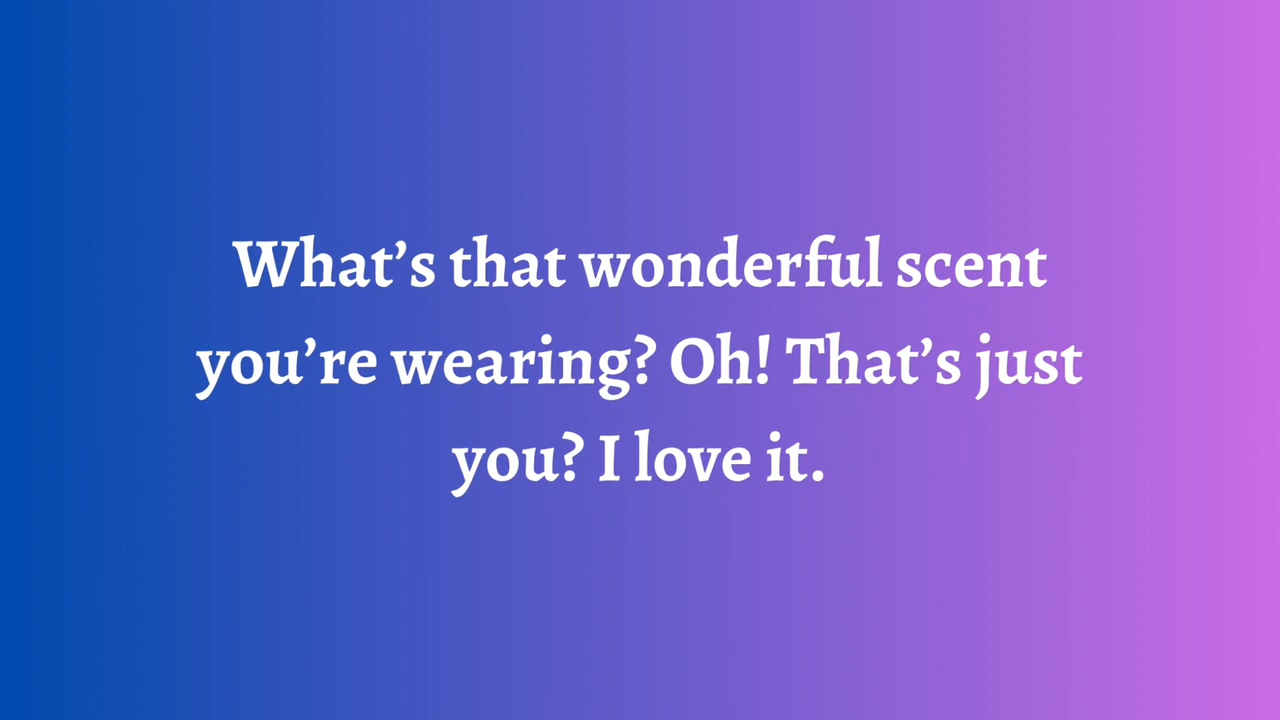 What’s that wonderful scent
you’re wearing? Oh! That’s just
you? I love it.